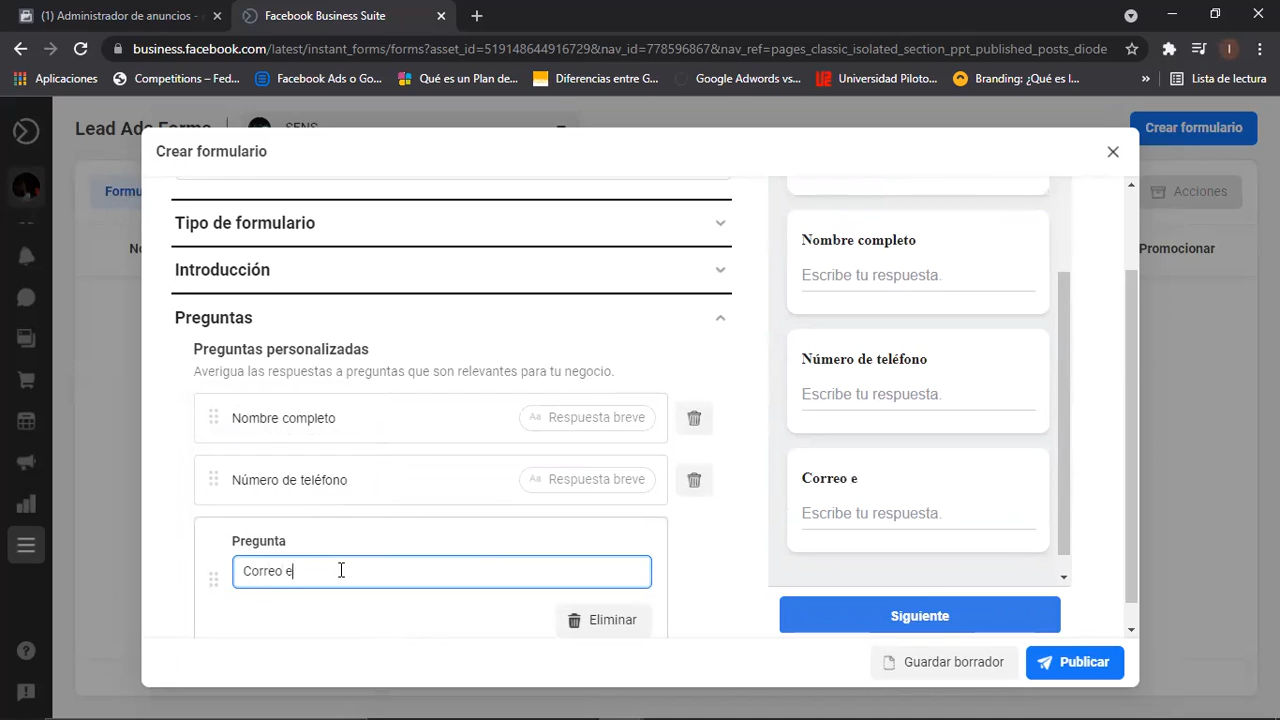 (1) Administrador de anuncios -
Facebook Business Suite
business.facebook.com/latest/instant_forms/forms?asset_id=519148644916729&nav_id=778596867&nav_ref=pages_classic_isolated_section_ppt_published_posts_diode
I
Aplicaciones
Competitions – Fed...
Facebook Ads o Go...
Qué es un Plan de...
Diferencias entre G...
Google Adwords vs...
Universidad Piloto...
Branding: ¿Qué es l...
»
Lista de lectura
Lead Ads Forms
SENS
Crear formulario
Formu
Acciones
No
Promocionar
Crear formulario
Tipo de formulario
Introducción
Preguntas
Preguntas personalizadas
Averigua las respuestas a preguntas que son relevantes para tu negocio.
Nombre completo
Aa Respuesta breve
Número de teléfono
Aa Respuesta breve
Pregunta
Correo e
Eliminar
Nombre completo
Escribe tu respuesta.
Número de teléfono
Escribe tu respuesta.
Correo e
Escribe tu respuesta.
Siguiente
Guardar borrador
Publicar